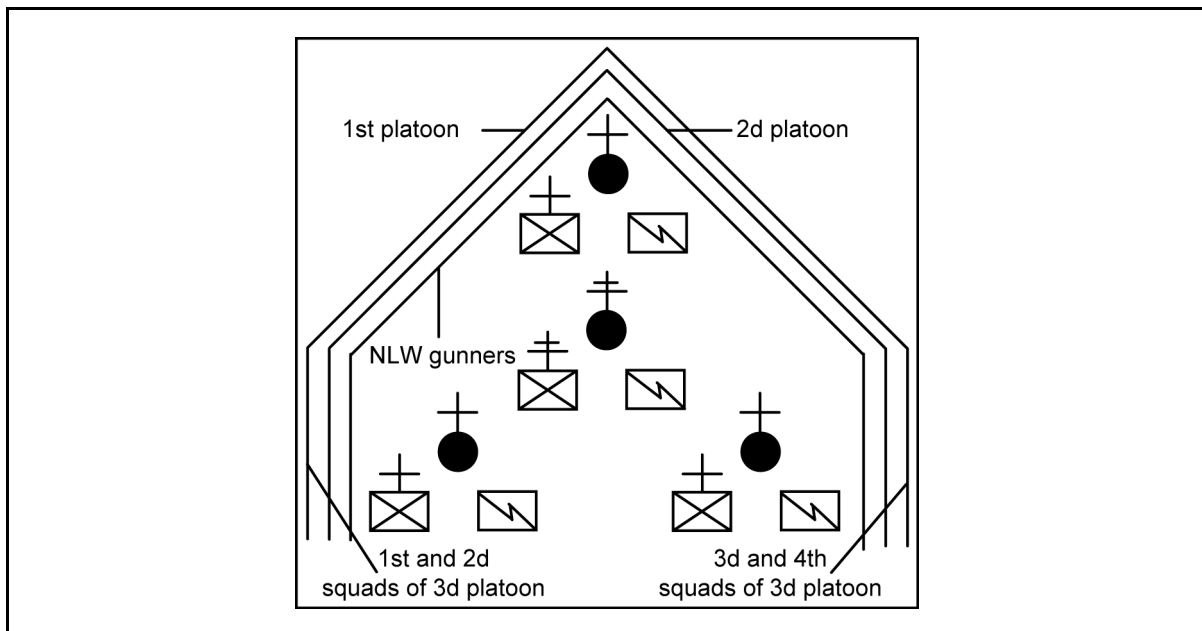 1st platoon
2d platoon
NLW gunners
1st and 2d
squads of 3d platoon
3d and 4th
squads of 3d platoon